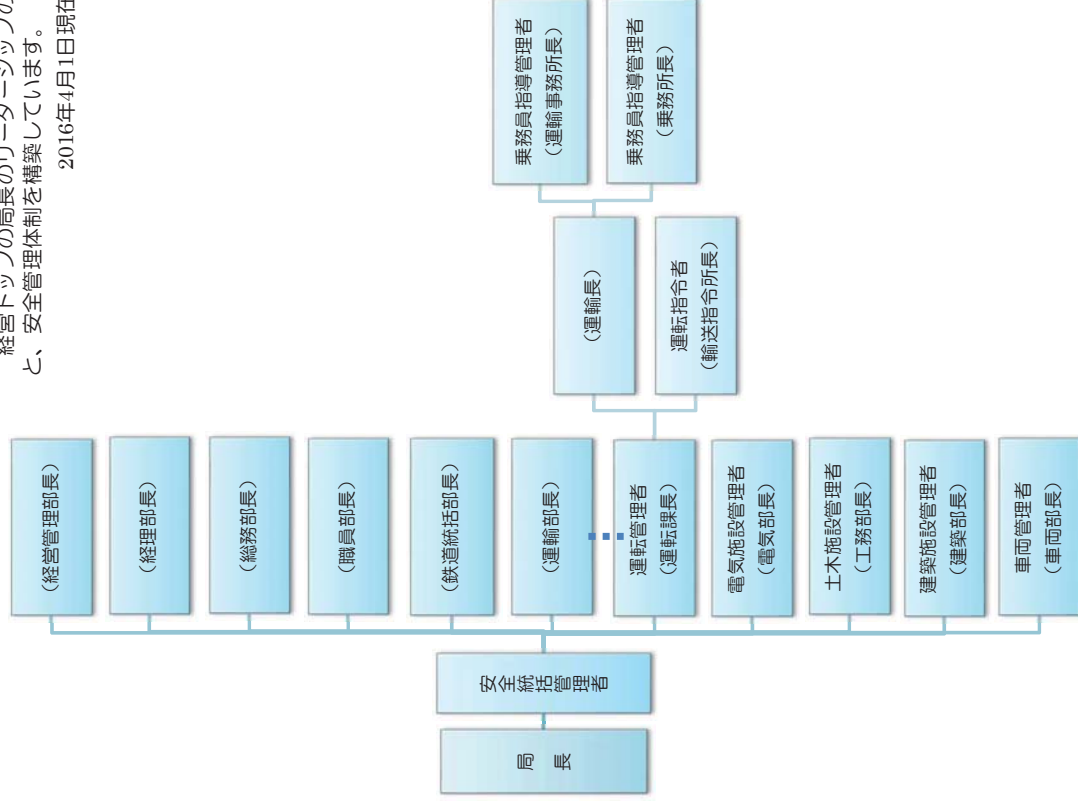 経営トップの局長のリーダーシップの
と、安全管理体制を構築しています。
2016年4月1日現在
局長
安全統括管理者
（経営管理部長）
（経理部長）
（総務部長）
（職員部長）
（鉄道統括部長）
（運輸部長）
運転管理者
（運転課長）
電気施設管理者
（電気部長）
土木施設管理者
（工務部長）
建築施設管理者
（建築部長）
車両管理者
（車両部長）
（運輸長）
運転指令者
（輸送指令所長）
乗務員指導管理者
（運輸事務所長）
乗務員指導管理者
（乗務所長）